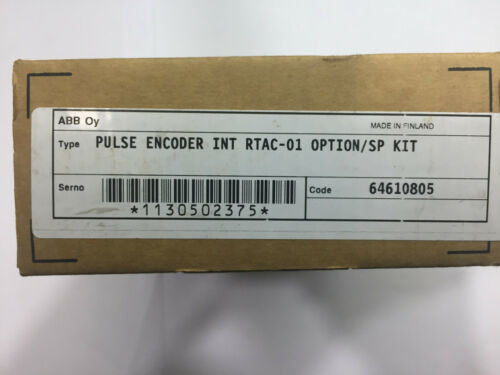 ABB Oy MADE IN FINLAND
Type PULSE ENCODER INT RTAC-01 OPTION/SP KIT
Serno Code 64610805
*1130502375*